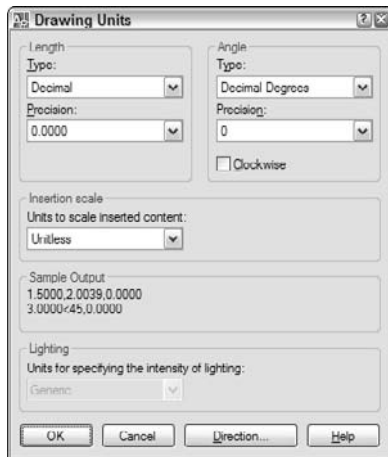 Drawing Units
Length
Type:
Decimal
Precision:
0.0000
Angle
Type:
Decimal Degrees
Precision:
0
Clockwise
Insertion scale
Units to scale inserted content:
Unitless
Sample Output
1.5000,2.0039,0.0000
3.0000<45,0.0000
Lighting
Units for specifying the intensity of lighting:
Generic
OK
Cancel
Direction...
Help